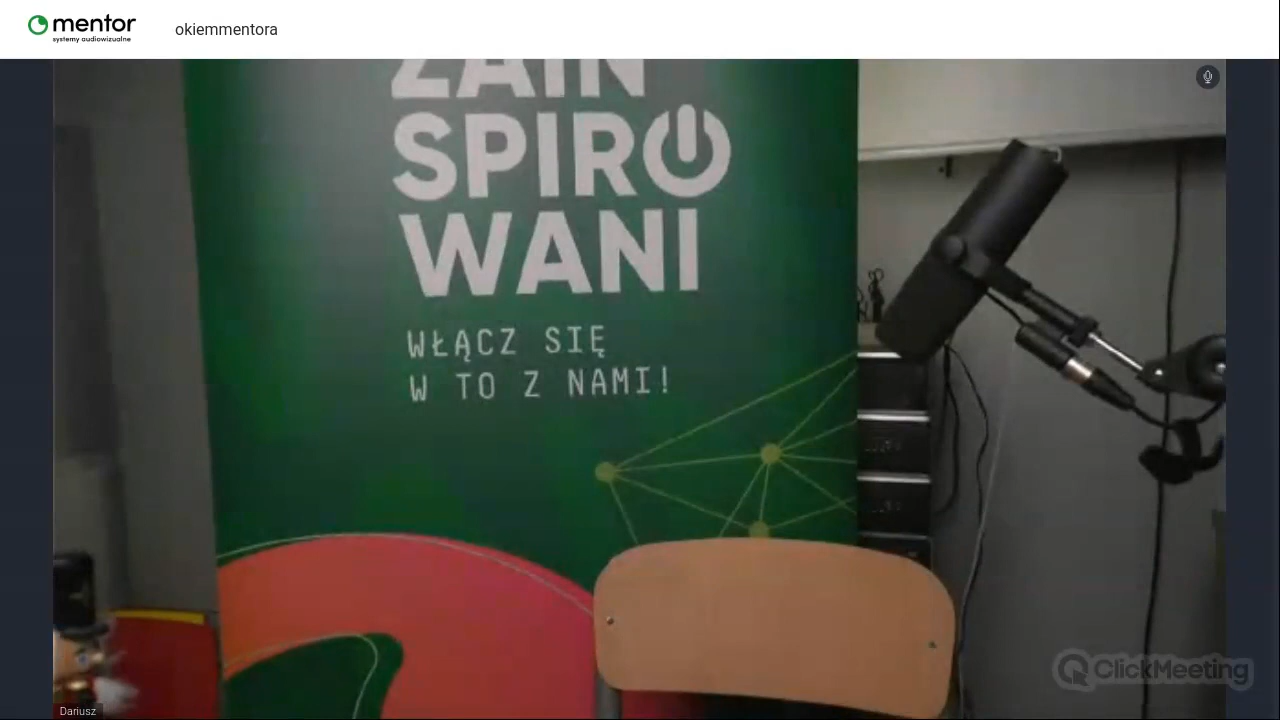 mentor
systemy audiowizualne
okiemmentora
ZAIN
SPIRO
WANI
WŁĄCZ SIĘ
W TO Z NAMI!
ClickMeeting
Dariusz